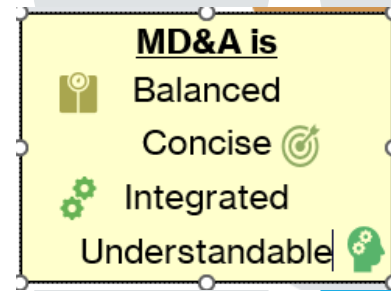 MD&A is
Balanced
Concise
Integrated
Understandable